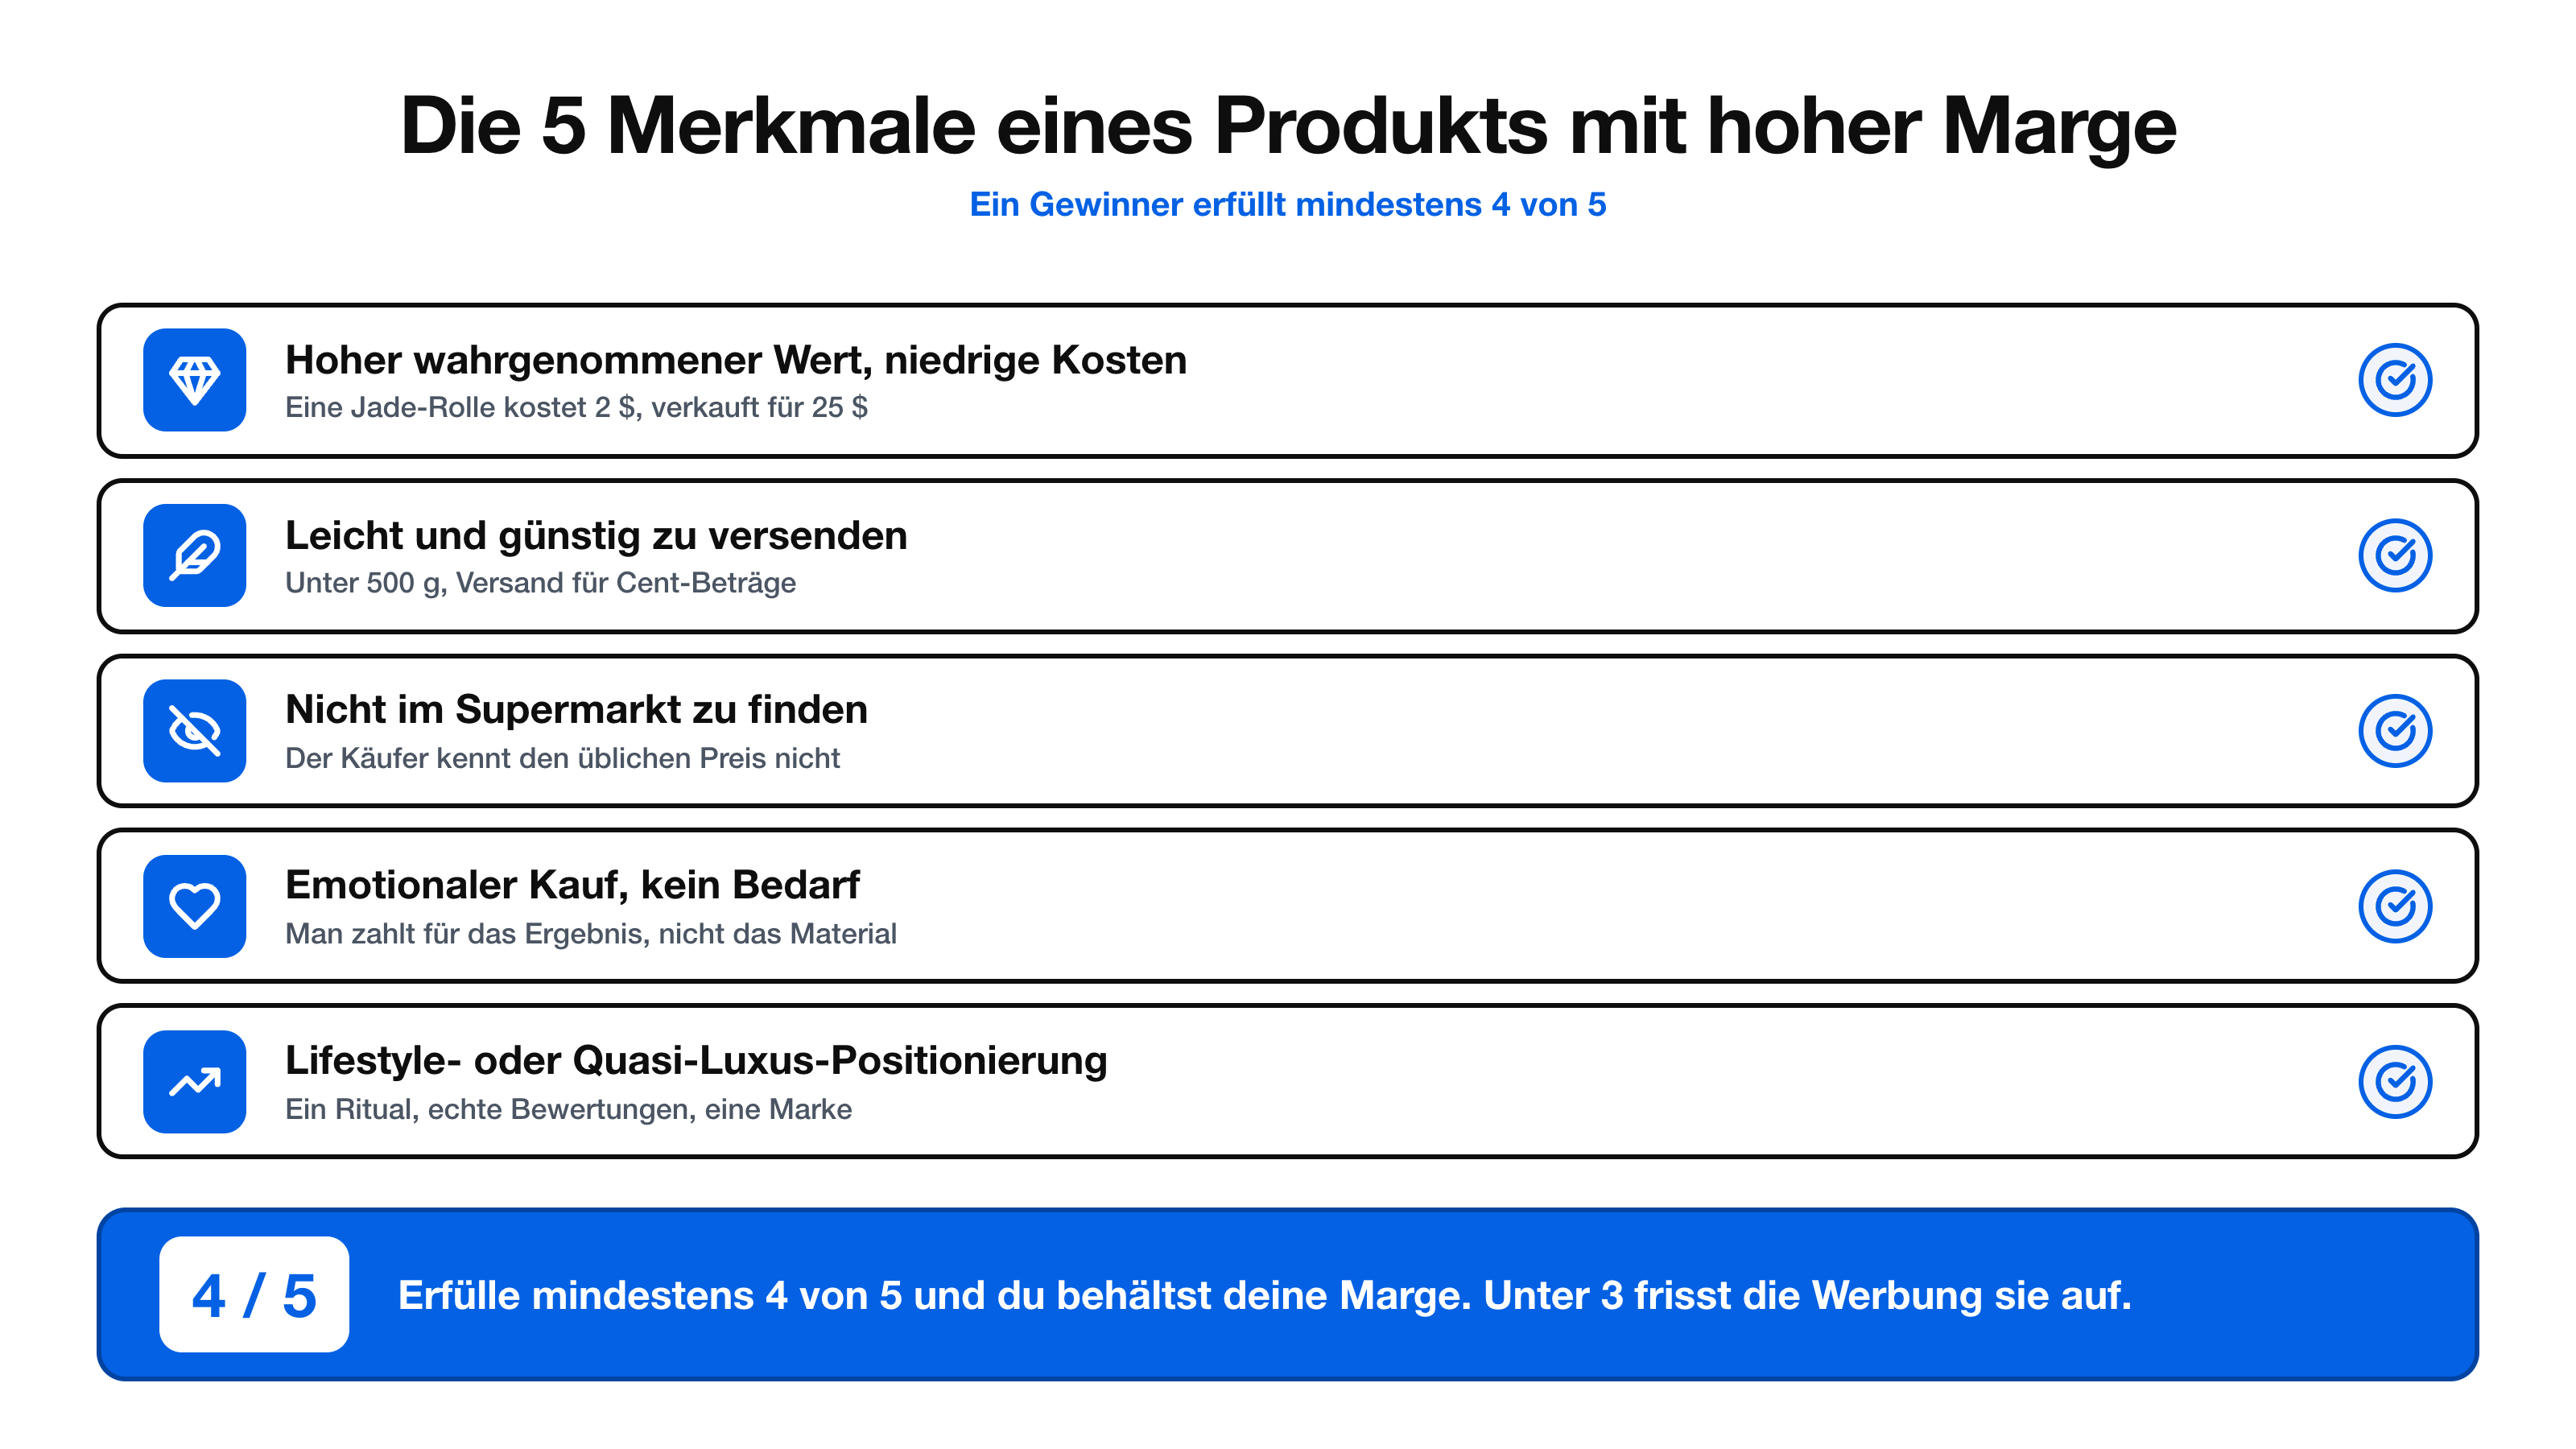 Die 5 Merkmale eines Produkts mit hoher Marge
Ein Gewinner erfüllt mindestens 4 von 5
Hoher wahrgenommener Wert, niedrige Kosten
Eine Jade-Rolle kostet 2 $, verkauft für 25 $
Leicht und günstig zu versenden
Unter 500 g, Versand für Cent-Beträge
Nicht im Supermarkt zu finden
Der Käufer kennt den üblichen Preis nicht
Emotionaler Kauf, kein Bedarf
Man zahlt für das Ergebnis, nicht das Material
Lifestyle- oder Quasi-Luxus-Positionierung
Ein Ritual, echte Bewertungen, eine Marke
4 / 5
Erfülle mindestens 4 von 5 und du behältst deine Marge. Unter 3 frisst die Werbung sie auf.